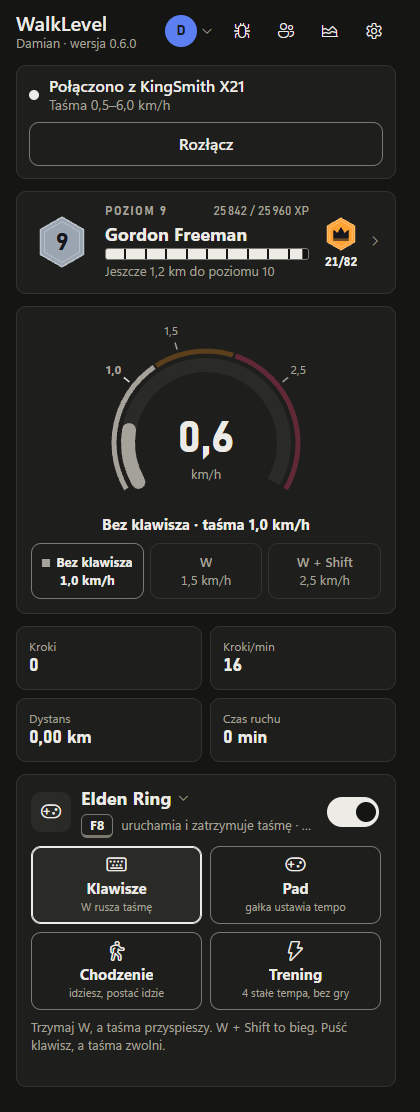 WalkLevel
Damian · wersja 0.6.0
D
Połączono z KingSmith X21
Taśma 0,5–6,0 km/h
Rozłącz
9
POZIOM 9
25 842 / 25 960 XP
Gordon Freeman
Jeszcze 1,2 km do poziomu 10
21/82
1,5
1,0
2,5
0,6
km/h
Bez klawisza · taśma 1,0 km/h
Bez klawisza
1,0 km/h
W
1,5 km/h
W + Shift
2,5 km/h
Kroki
0
Kroki/min
16
Dystans
0,00 km
Czas ruchu
0 min
Elden Ring
F8 uruchamia i zatrzymuje taśmę · ...
Klawisze
W rusza taśmę
Pad
gałka ustawia tempo
Chodzenie
idziesz, postać idzie
Trening
4 stałe tempa, bez gry
Trzymaj W, a taśma przyspieszy. W + Shift to bieg. Puść
klawisz, a taśma zwolni.